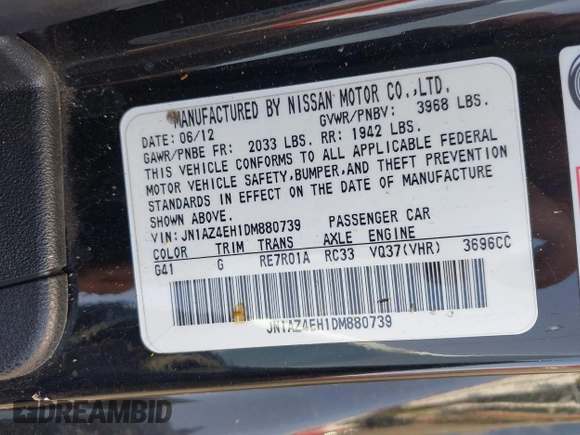 MANUFACTURED BY NISSAN MOTOR CO.,LTD.
DATE: 06/12 GVWR/PNBV: 3968 LBS.
GAWR/PNBE FR: 2033 LBS. RR: 1942 LBS.
THIS VEHICLE CONFORMS TO ALL APPLICABLE FEDERAL
MOTOR VEHICLE SAFETY,BUMPER,AND THEFT PREVENTION
STANDARDS IN EFFECT ON THE DATE OF MANUFACTURE
SHOWN ABOVE.
VIN:JN1AZ4EH1DM880739 PASSENGER CAR
COLOR TRIM TRANS AXLE ENGINE
G41 G RE7R01A RC33 VQ37(VHR) 3696CC
JN1AZ4EH1DM880739
DREAMBID